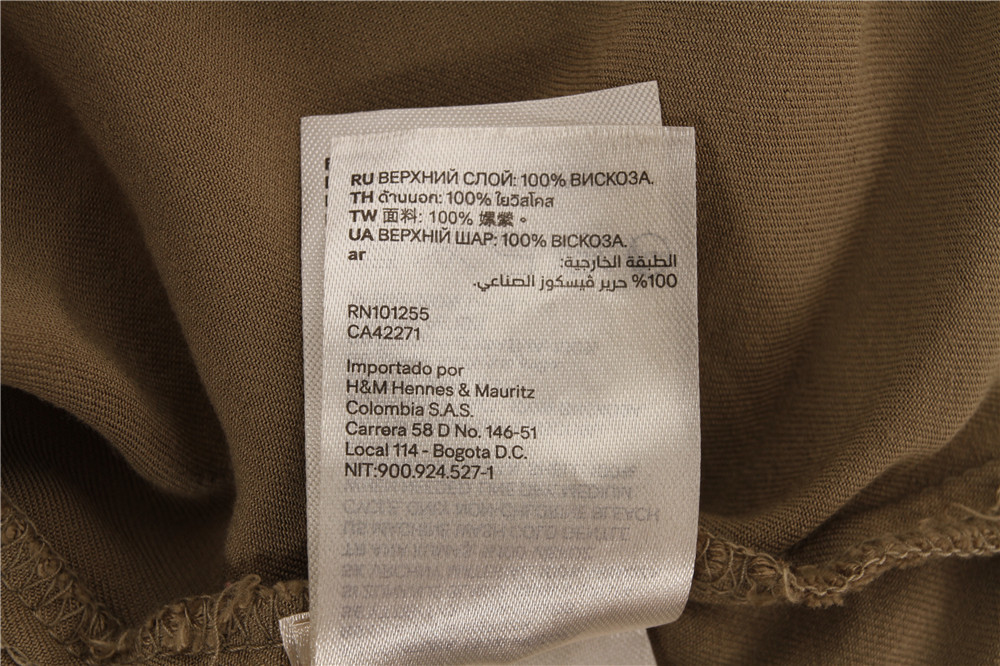 RU ВЕРХНИЙ СЛОЙ: 100% ВИСКОЗА.
TH ด้านนอก: 100% ใยวิสโคส
TW 面料: 100% 嫘縈。
UA ВЕРХНІЙ ШАР: 100% ВІСКОЗА.
ar الطبقة الخارجية:
100% حرير ڤيسكوز الصناعي.
RN101255
CA42271
Importado por
H&M Hennes & Mauritz
Colombia S.A.S.
Carrera 58 D No. 146-51
Local 114 - Bogota D.C.
NIT:900.924.527-1